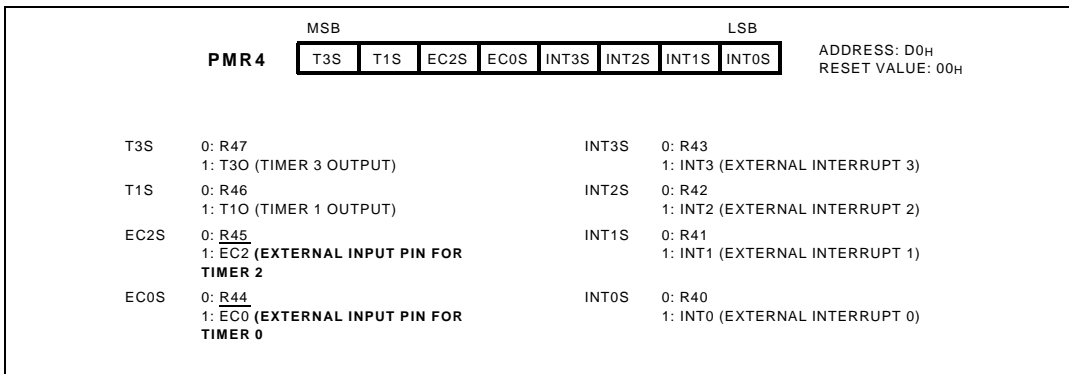 MSB LSB
PMR4 T3S T1S EC2S EC0S INT3S INT2S INT1S INT0S ADDRESS: D0H
RESET VALUE: 00H
T3S 0: R47
1: T3O (TIMER 3 OUTPUT)
T1S 0: R46
1: T1O (TIMER 1 OUTPUT)
EC2S 0: R45
1: EC2 (EXTERNAL INPUT PIN FOR
TIMER 2
EC0S 0: R44
1: EC0 (EXTERNAL INPUT PIN FOR
TIMER 0
INT3S 0: R43
1: INT3 (EXTERNAL INTERRUPT 3)
INT2S 0: R42
1: INT2 (EXTERNAL INTERRUPT 2)
INT1S 0: R41
1: INT1 (EXTERNAL INTERRUPT 1)
INT0S 0: R40
1: INT0 (EXTERNAL INTERRUPT 0)